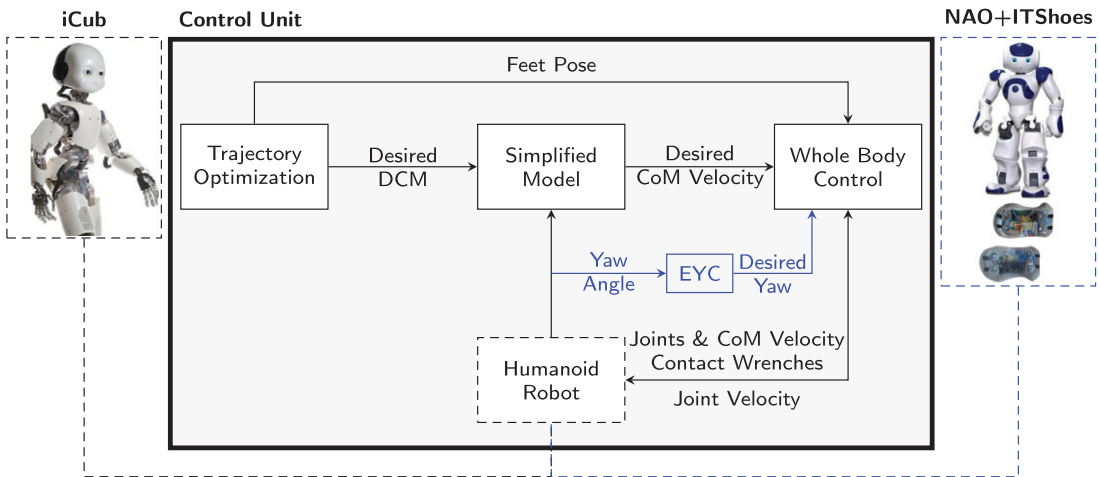 iCub
Control Unit
NAO+ITShoes
Feet Pose
Trajectory
Optimization
Desired
DCM
Simplified
Model
Desired
CoM Velocity
Whole Body
Control
Yaw
Angle
EYC
Desired
Yaw
Humanoid
Robot
Joints & CoM Velocity
Contact Wrenches
Joint Velocity